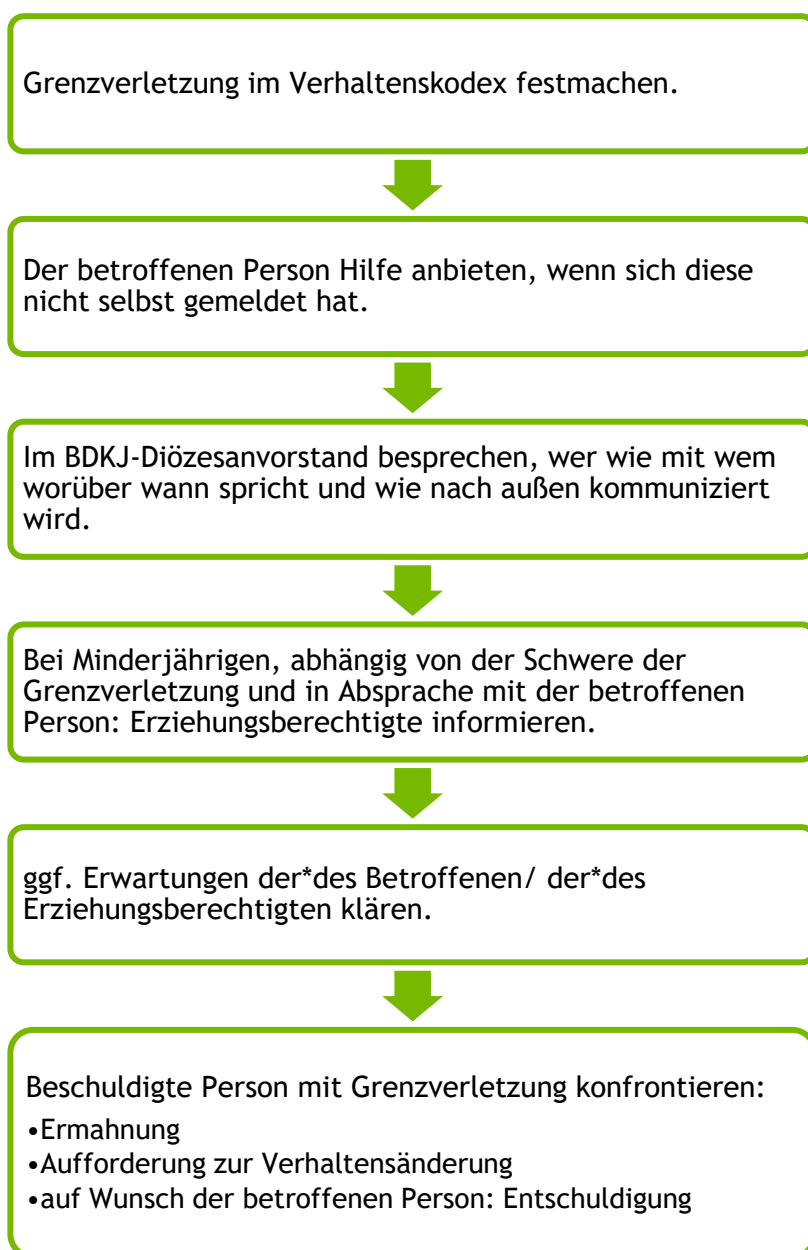 Grenzverletzung im Verhaltenskodex festmachen.
Der betroffenen Person Hilfe anbieten, wenn sich diese
nicht selbst gemeldet hat.
Im BDKJ-Diözesanvorstand besprechen, wer wie mit wem
worüber wann spricht und wie nach außen kommuniziert
wird.
Bei Minderjährigen, abhängig von der Schwere der
Grenzverletzung und in Absprache mit der betroffenen
Person: Erziehungsberechtigte informieren.
ggf. Erwartungen der*des Betroffenen/ der*des
Erziehungsberechtigten klären.
Beschuldigte Person mit Grenzverletzung konfrontieren:
•Ermahnung
•Aufforderung zur Verhaltensänderung
•auf Wunsch der betroffenen Person: Entschuldigung